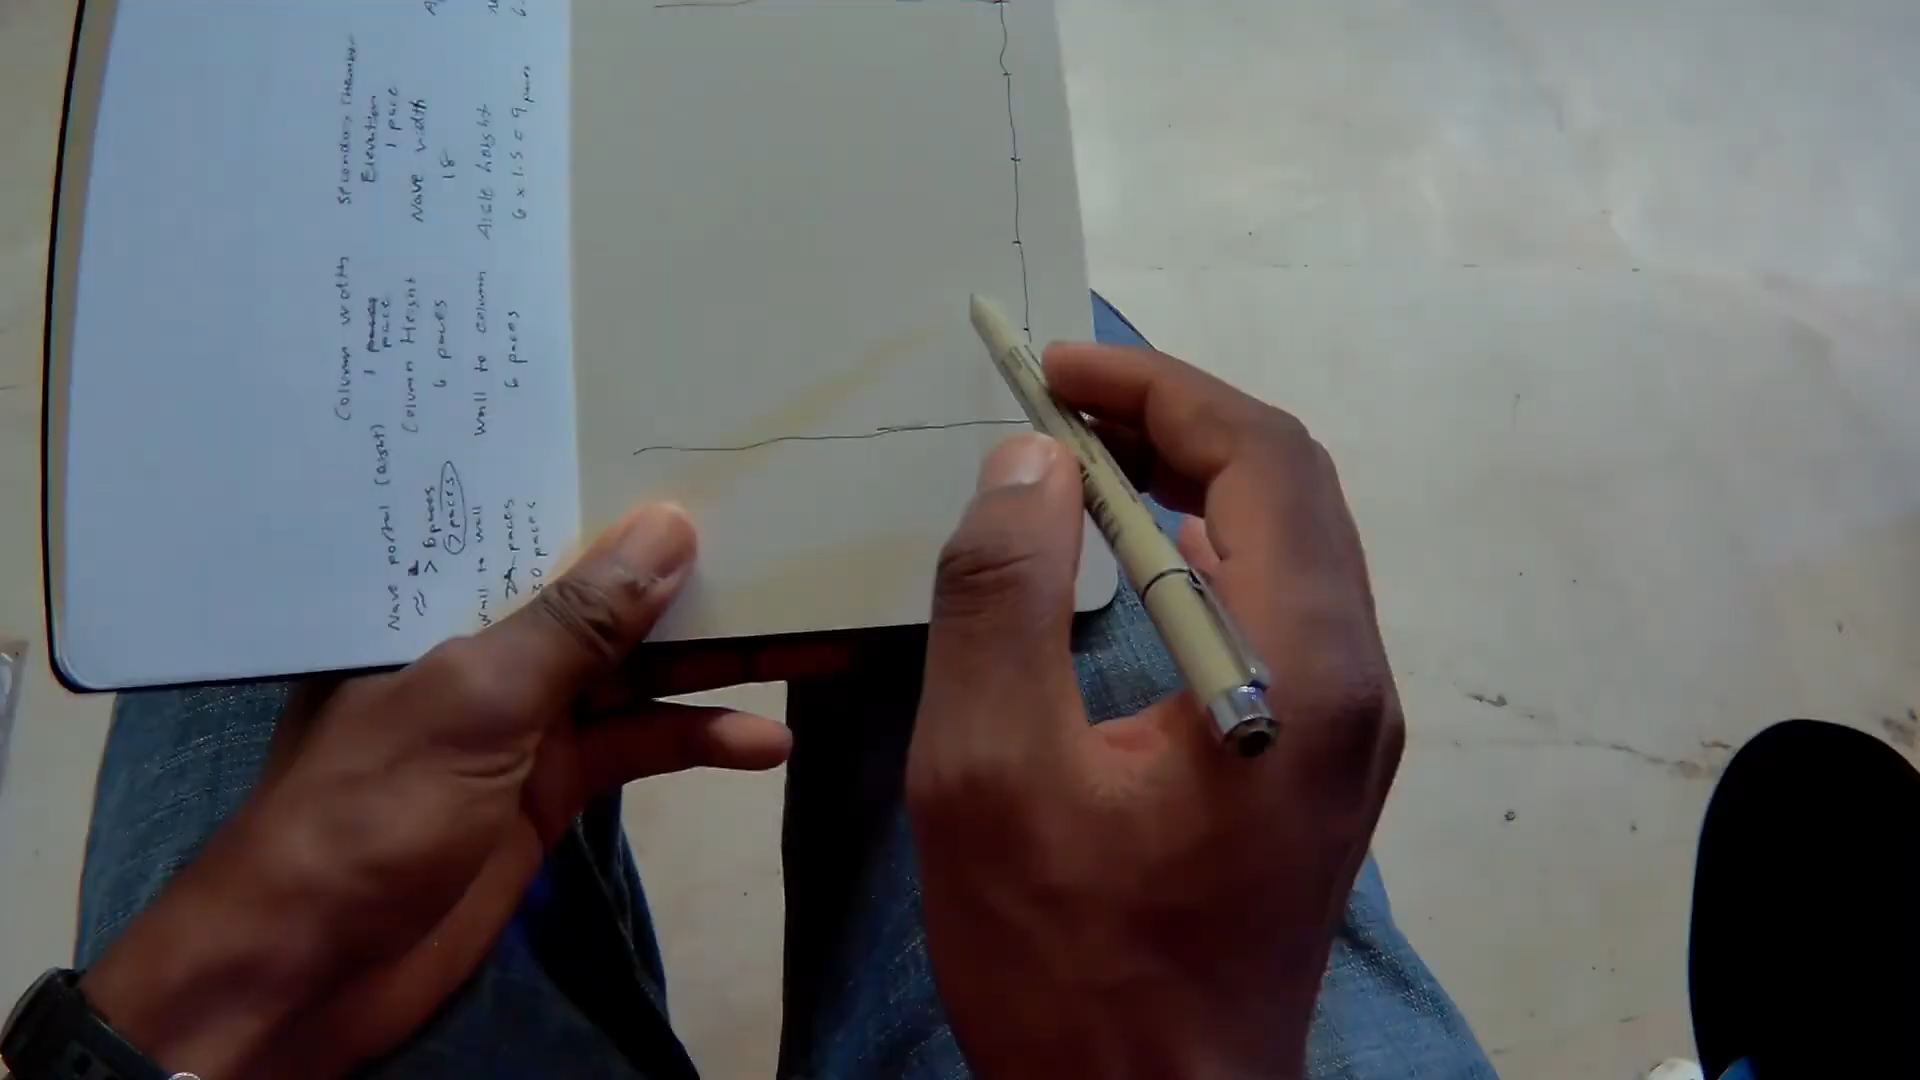 Nave portal (aisle)
≈ > 6 paces
7 paces
Wall to wall
30 paces
Column width
1 pace
Column Height
6 paces
Wall to column
6 paces
Secondary
Elevation
1 pace
Nave width
18
Aisle height
6 x 1.5 = 9 paces